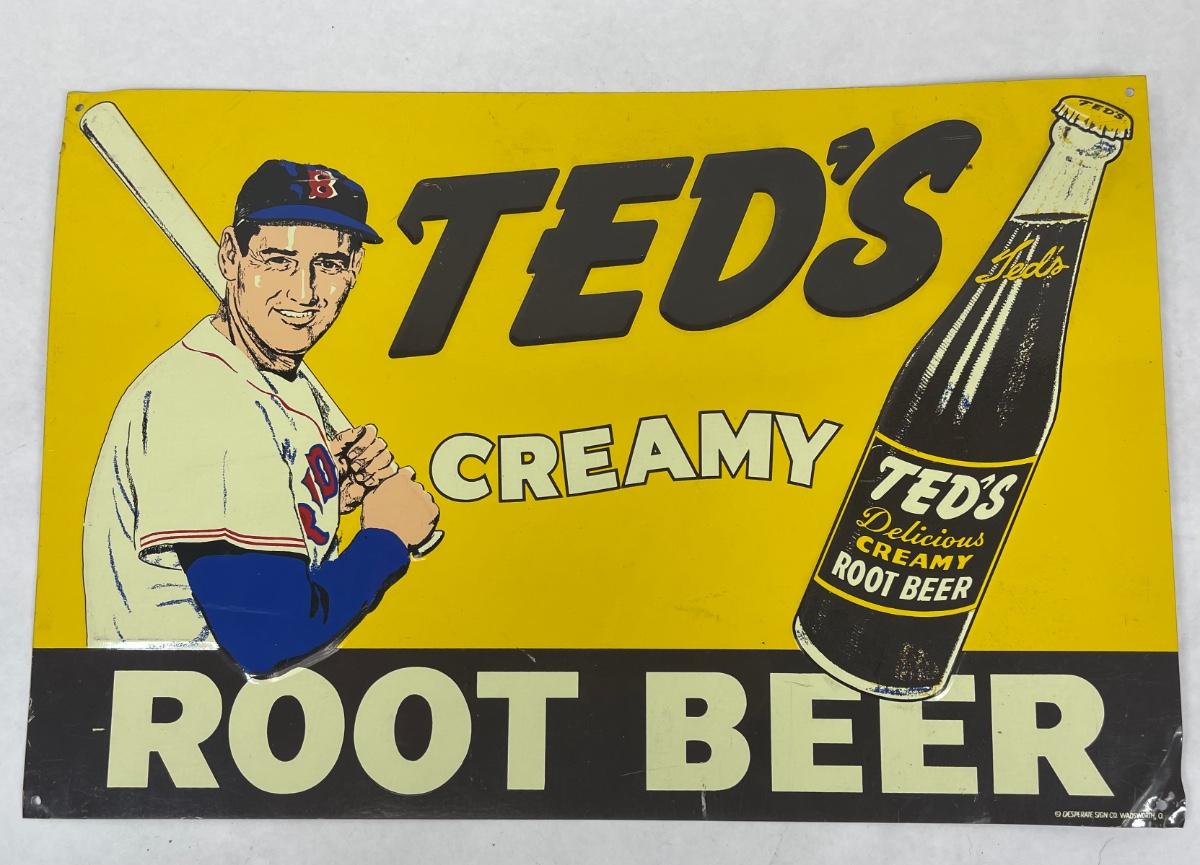 B
TED'S
TED'S
Ted's
CREAMY
TED'S
Delicious
CREAMY
ROOT BEER
ROOT BEER
© DESPERATE SIGN CO. WADSWORTH, O.